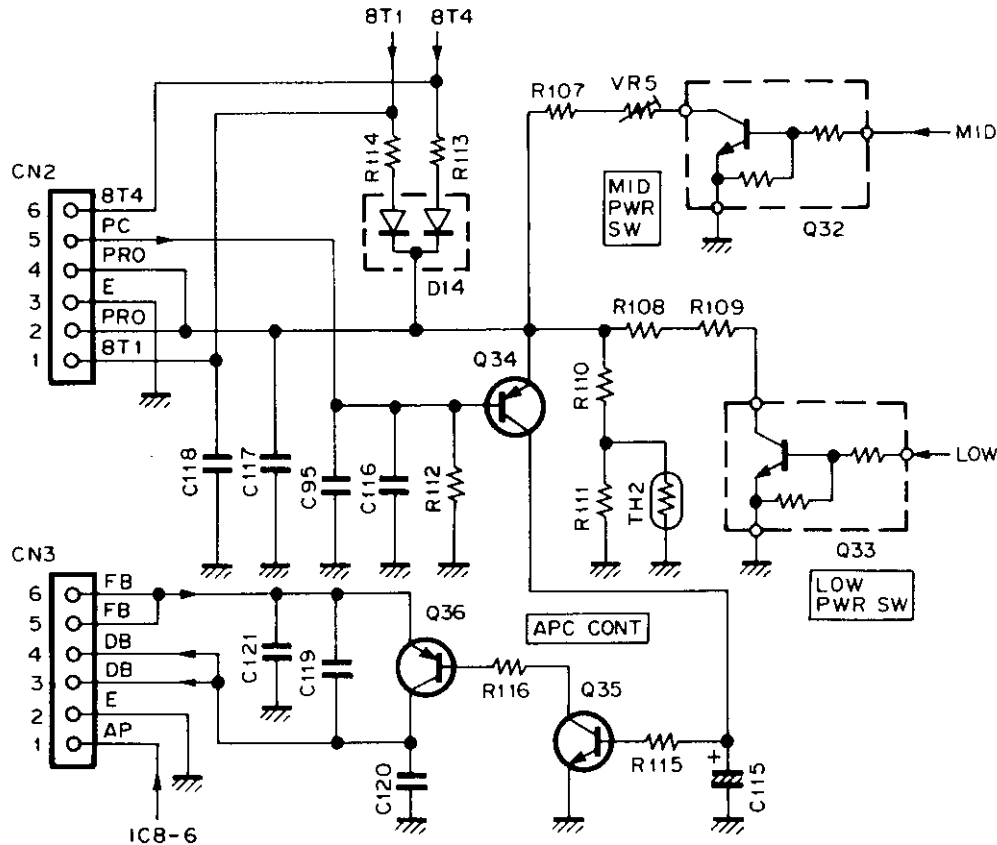 8T1 8T4
R107 VR5
MID
R114 R113
CN2
8T4
6
PC
5
PRO
4
E
3
PRO
2
8T1
1
MID
PWR
SW
Q32
D14
R108 R109
Q34
R110
LOW
C118 C117 C95 C116 R112
R111 TH2
Q33
LOW
PWR SW
CN3
FB
6
FB
5
DB
4
DB
3
E
2
AP
1
Q36
APC CONT
C121 C119
R116
Q35
R115
+
C115
C120
IC8-6